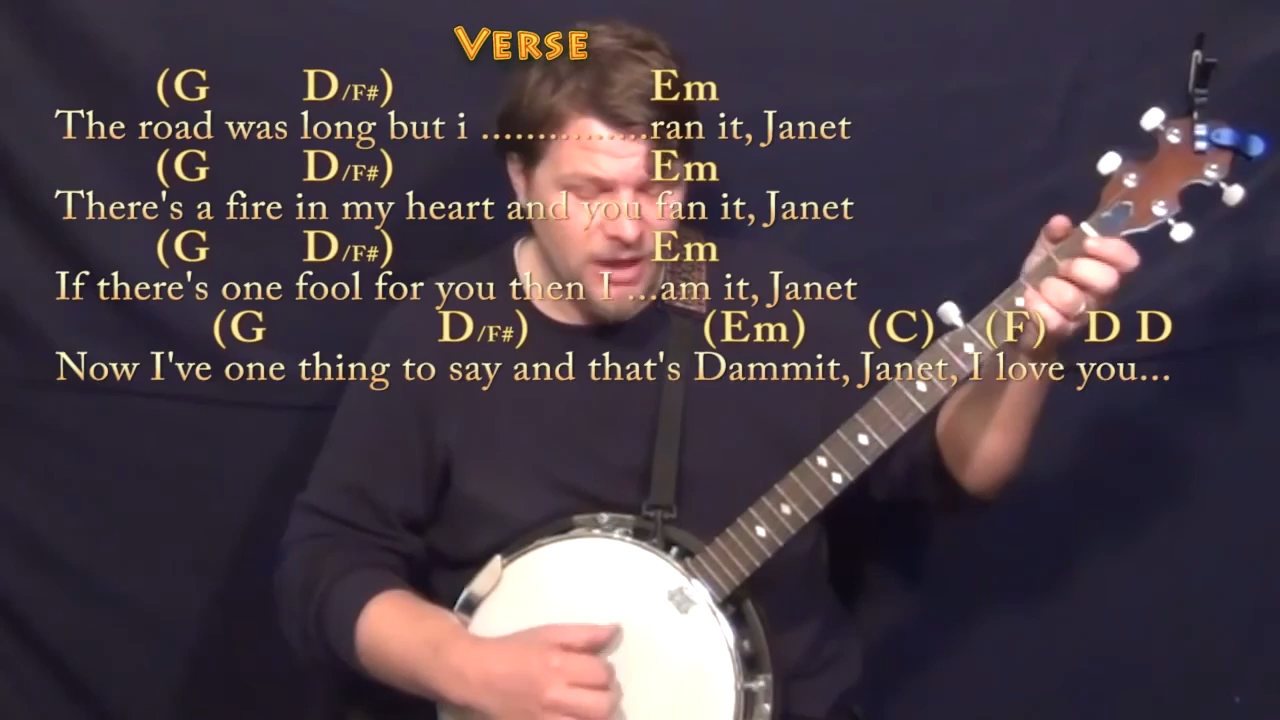 VERSE
(G D/F#) Em
The road was long but i ...............ran it, Janet
(G D/F#) Em
There's a fire in my heart and you fan it, Janet
(G D/F#) Em
If there's one fool for you then I ...am it, Janet
(G D/F#) (Em) (C) (F) D D
Now I've one thing to say and that's Dammit, Janet, I love you...